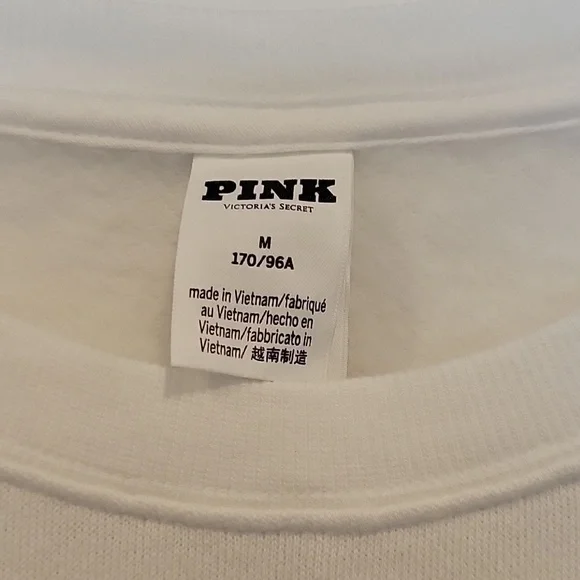 PINK
VICTORIA'S SECRET
M
170/96A
made in Vietnam/fabriqué
au Vietnam/hecho en
Vietnam/fabbricato in
Vietnam/ 越南制造